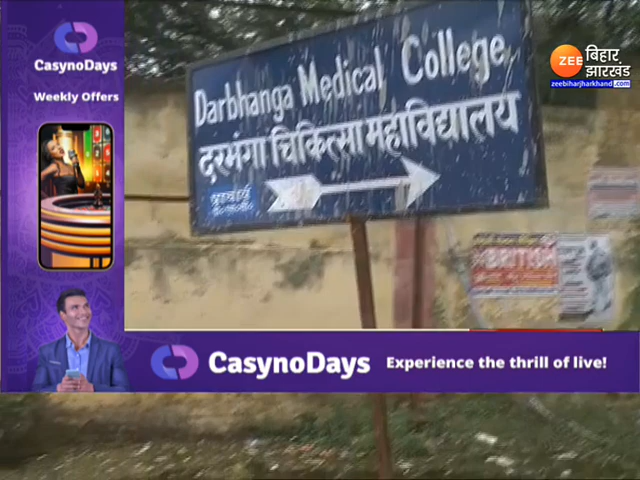 CasynoDays
Weekly Offers
Darbhanga Medical College
दरभंगा चिकित्सा महाविद्यालय
ZEE बिहार झारखंड
zeebiharjharkhand.com
CasynoDays Experience the thrill of live!